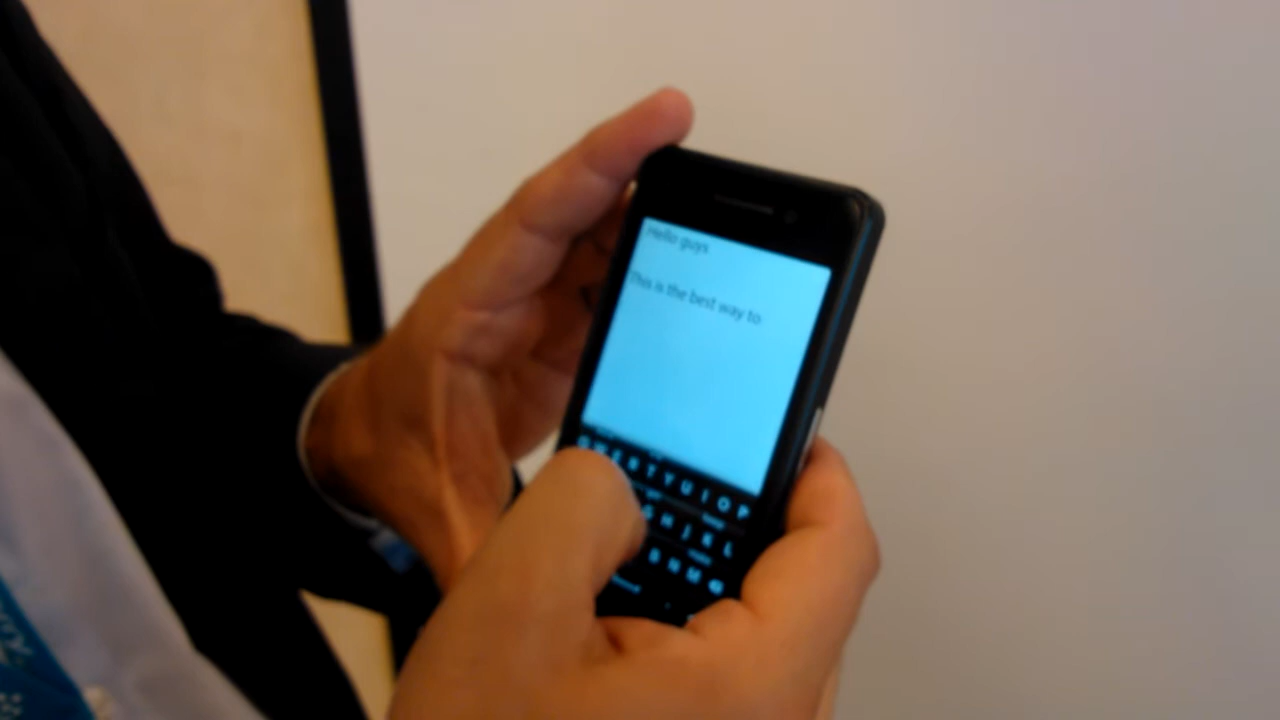 Hello guys
This is the best way to
E R T Y U I O P
G H J K L
B N M